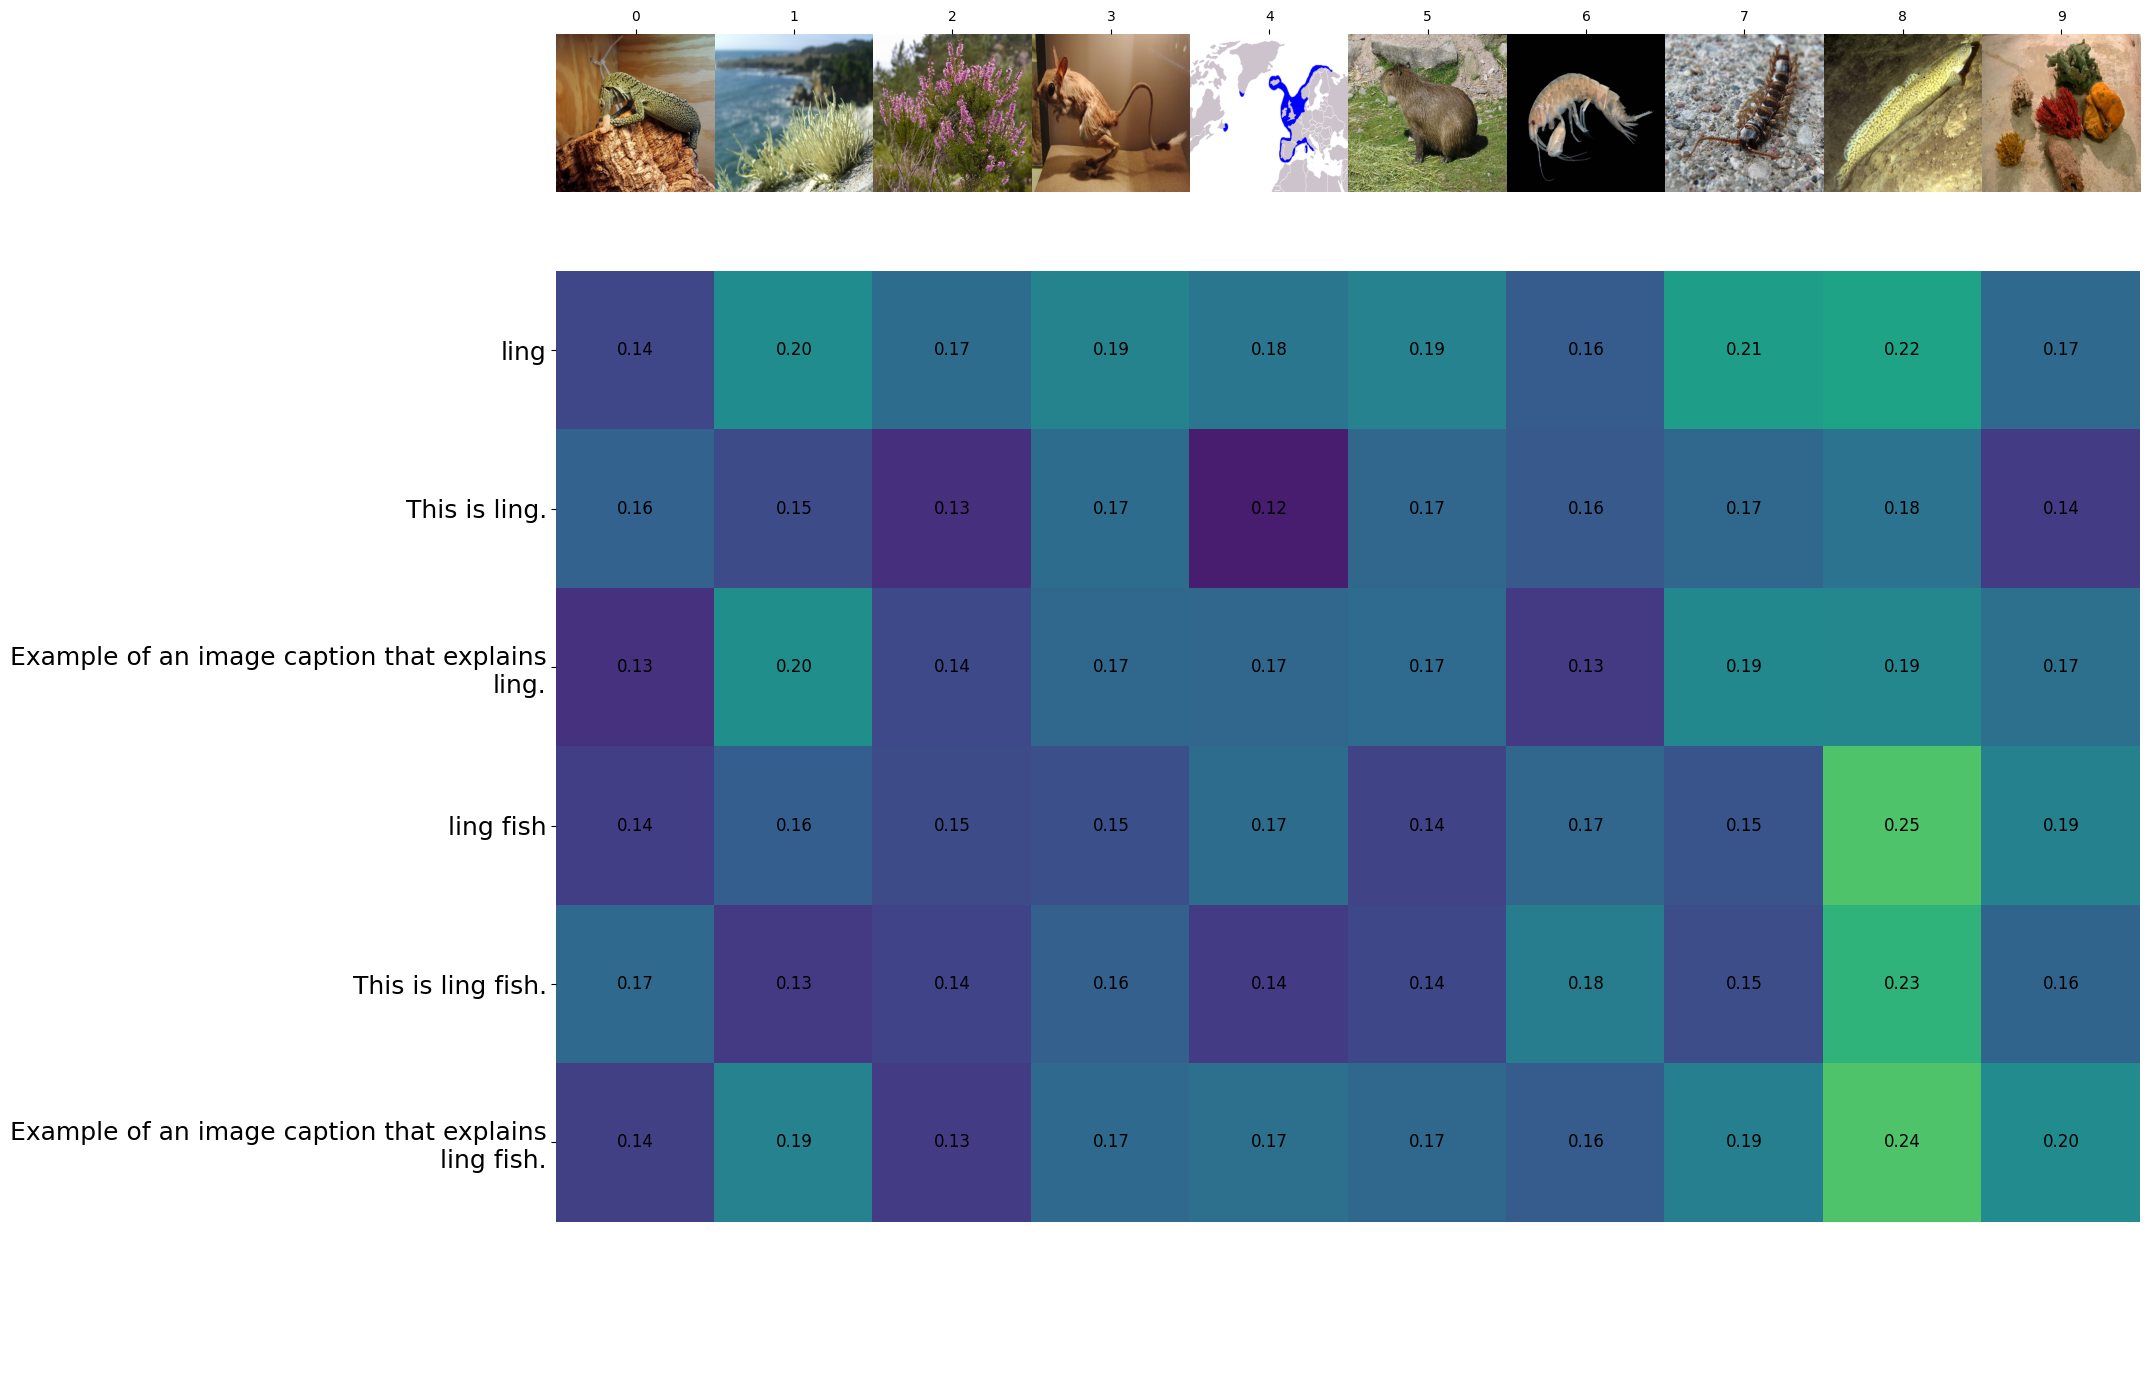 0 1 2 3 4 5 6 7 8 9
ling 0.14 0.20 0.17 0.19 0.18 0.19 0.16 0.21 0.22 0.17
This is ling. 0.16 0.15 0.13 0.17 0.12 0.17 0.16 0.17 0.18 0.14
Example of an image caption that explains
ling. 0.13 0.20 0.14 0.17 0.17 0.17 0.13 0.19 0.19 0.17
ling fish 0.14 0.16 0.15 0.15 0.17 0.14 0.17 0.15 0.25 0.19
This is ling fish. 0.17 0.13 0.14 0.16 0.14 0.14 0.18 0.15 0.23 0.16
Example of an image caption that explains
ling fish. 0.14 0.19 0.13 0.17 0.17 0.17 0.16 0.19 0.24 0.20